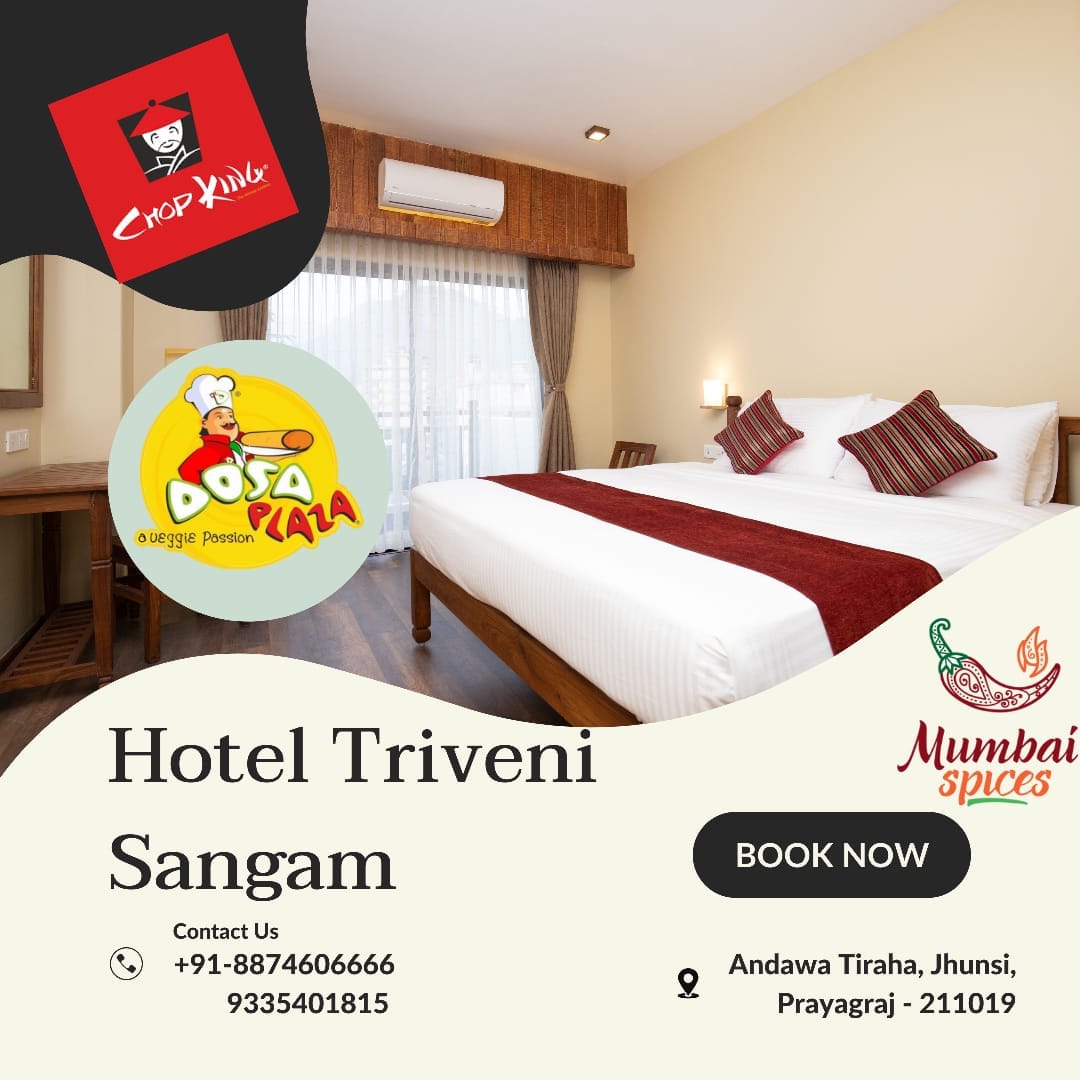 CHOP KING
DOSA
PLAZA
a Veggie Passion
Mumbai
spices
Hotel Triveni
Sangam
BOOK NOW
Contact Us
+91-8874606666
9335401815
Andawa Tiraha, Jhunsi,
Prayagraj - 211019